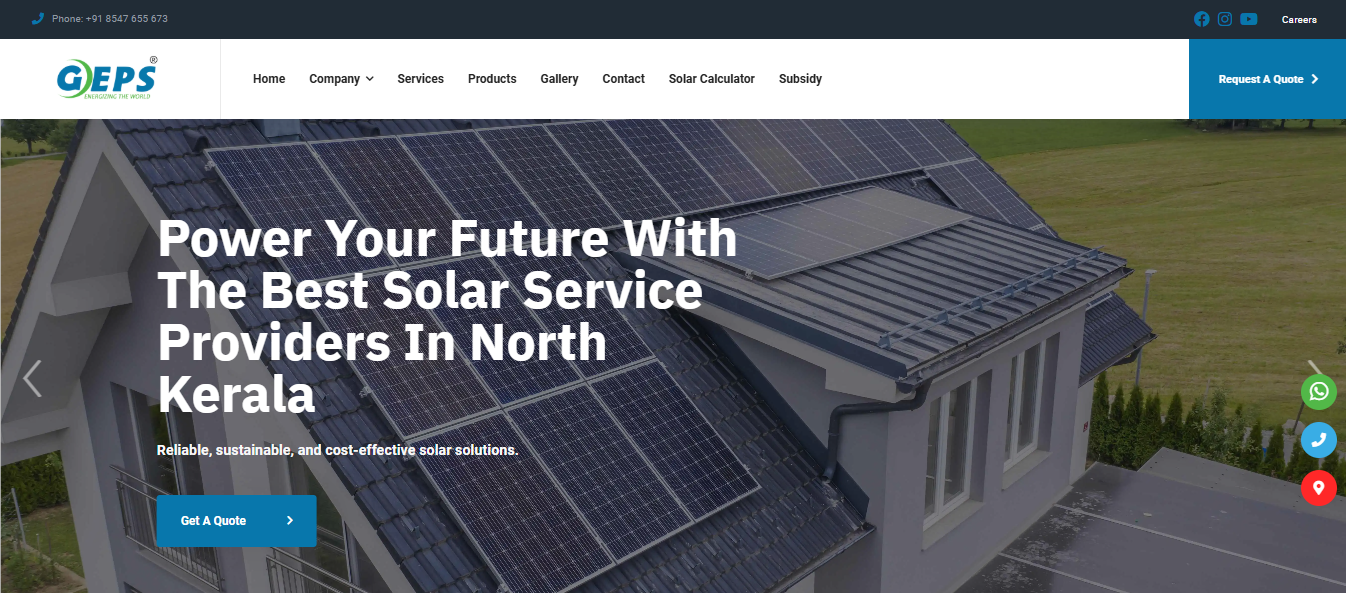 Phone: +91 8547 655 673
Careers
GEPS®
ENERGIZING THE WORLD
Home
Company
Services
Products
Gallery
Contact
Solar Calculator
Subsidy
Request A Quote
Power Your Future With
The Best Solar Service
Providers In North
Kerala
Reliable, sustainable, and cost-effective solar solutions.
Get A Quote